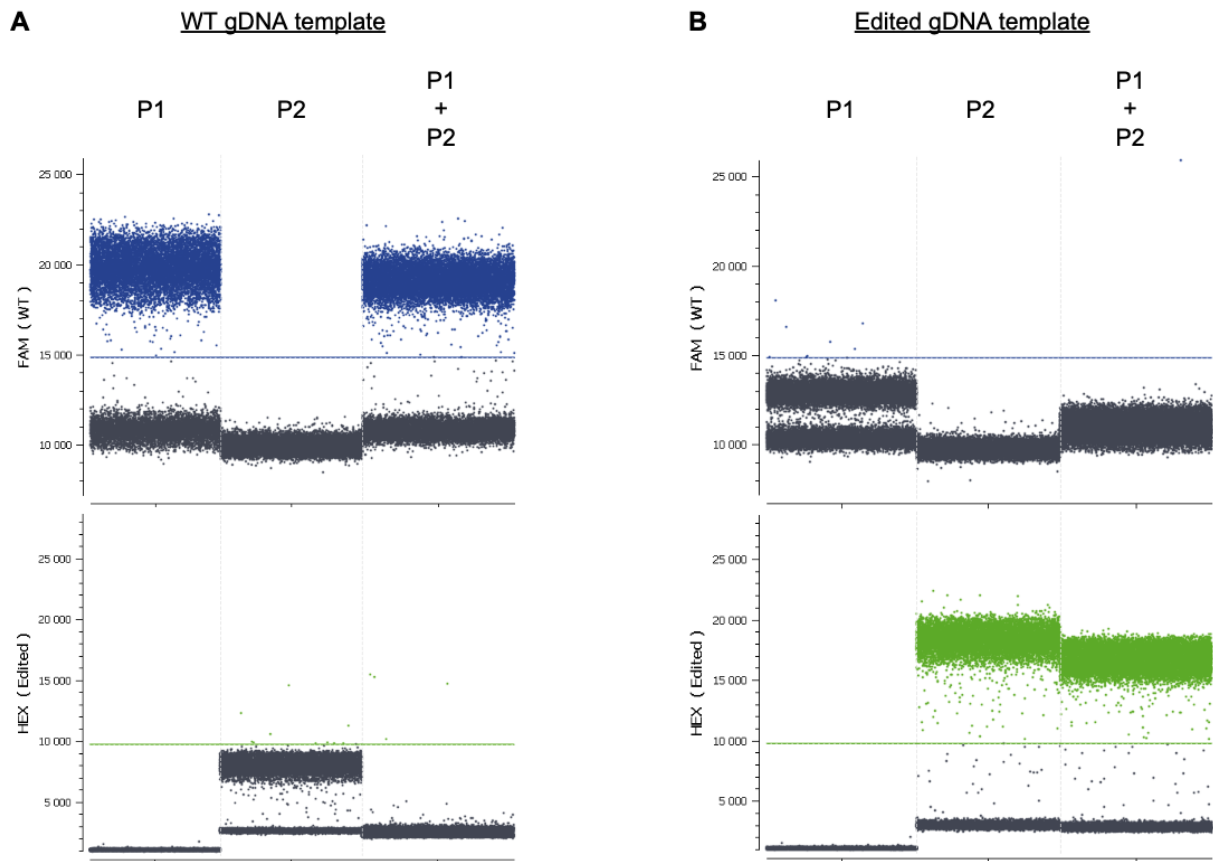 A
WT gDNA template
P1
P2
P1
+
P2
FAM ( WT )
25 000
20 000
15 000
10 000
HEX ( Edited )
25 000
20 000
15 000
10 000
5 000
B
Edited gDNA template
P1
P2
P1
+
P2
FAM ( WT )
25 000
20 000
15 000
10 000
HEX ( Edited )
25 000
20 000
15 000
10 000
5 000